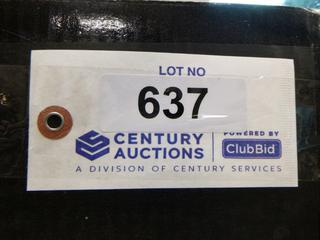 LOT NO
637
CENTURY AUCTIONS
POWERED BY ClubBid
A DIVISION OF CENTURY SERVICES